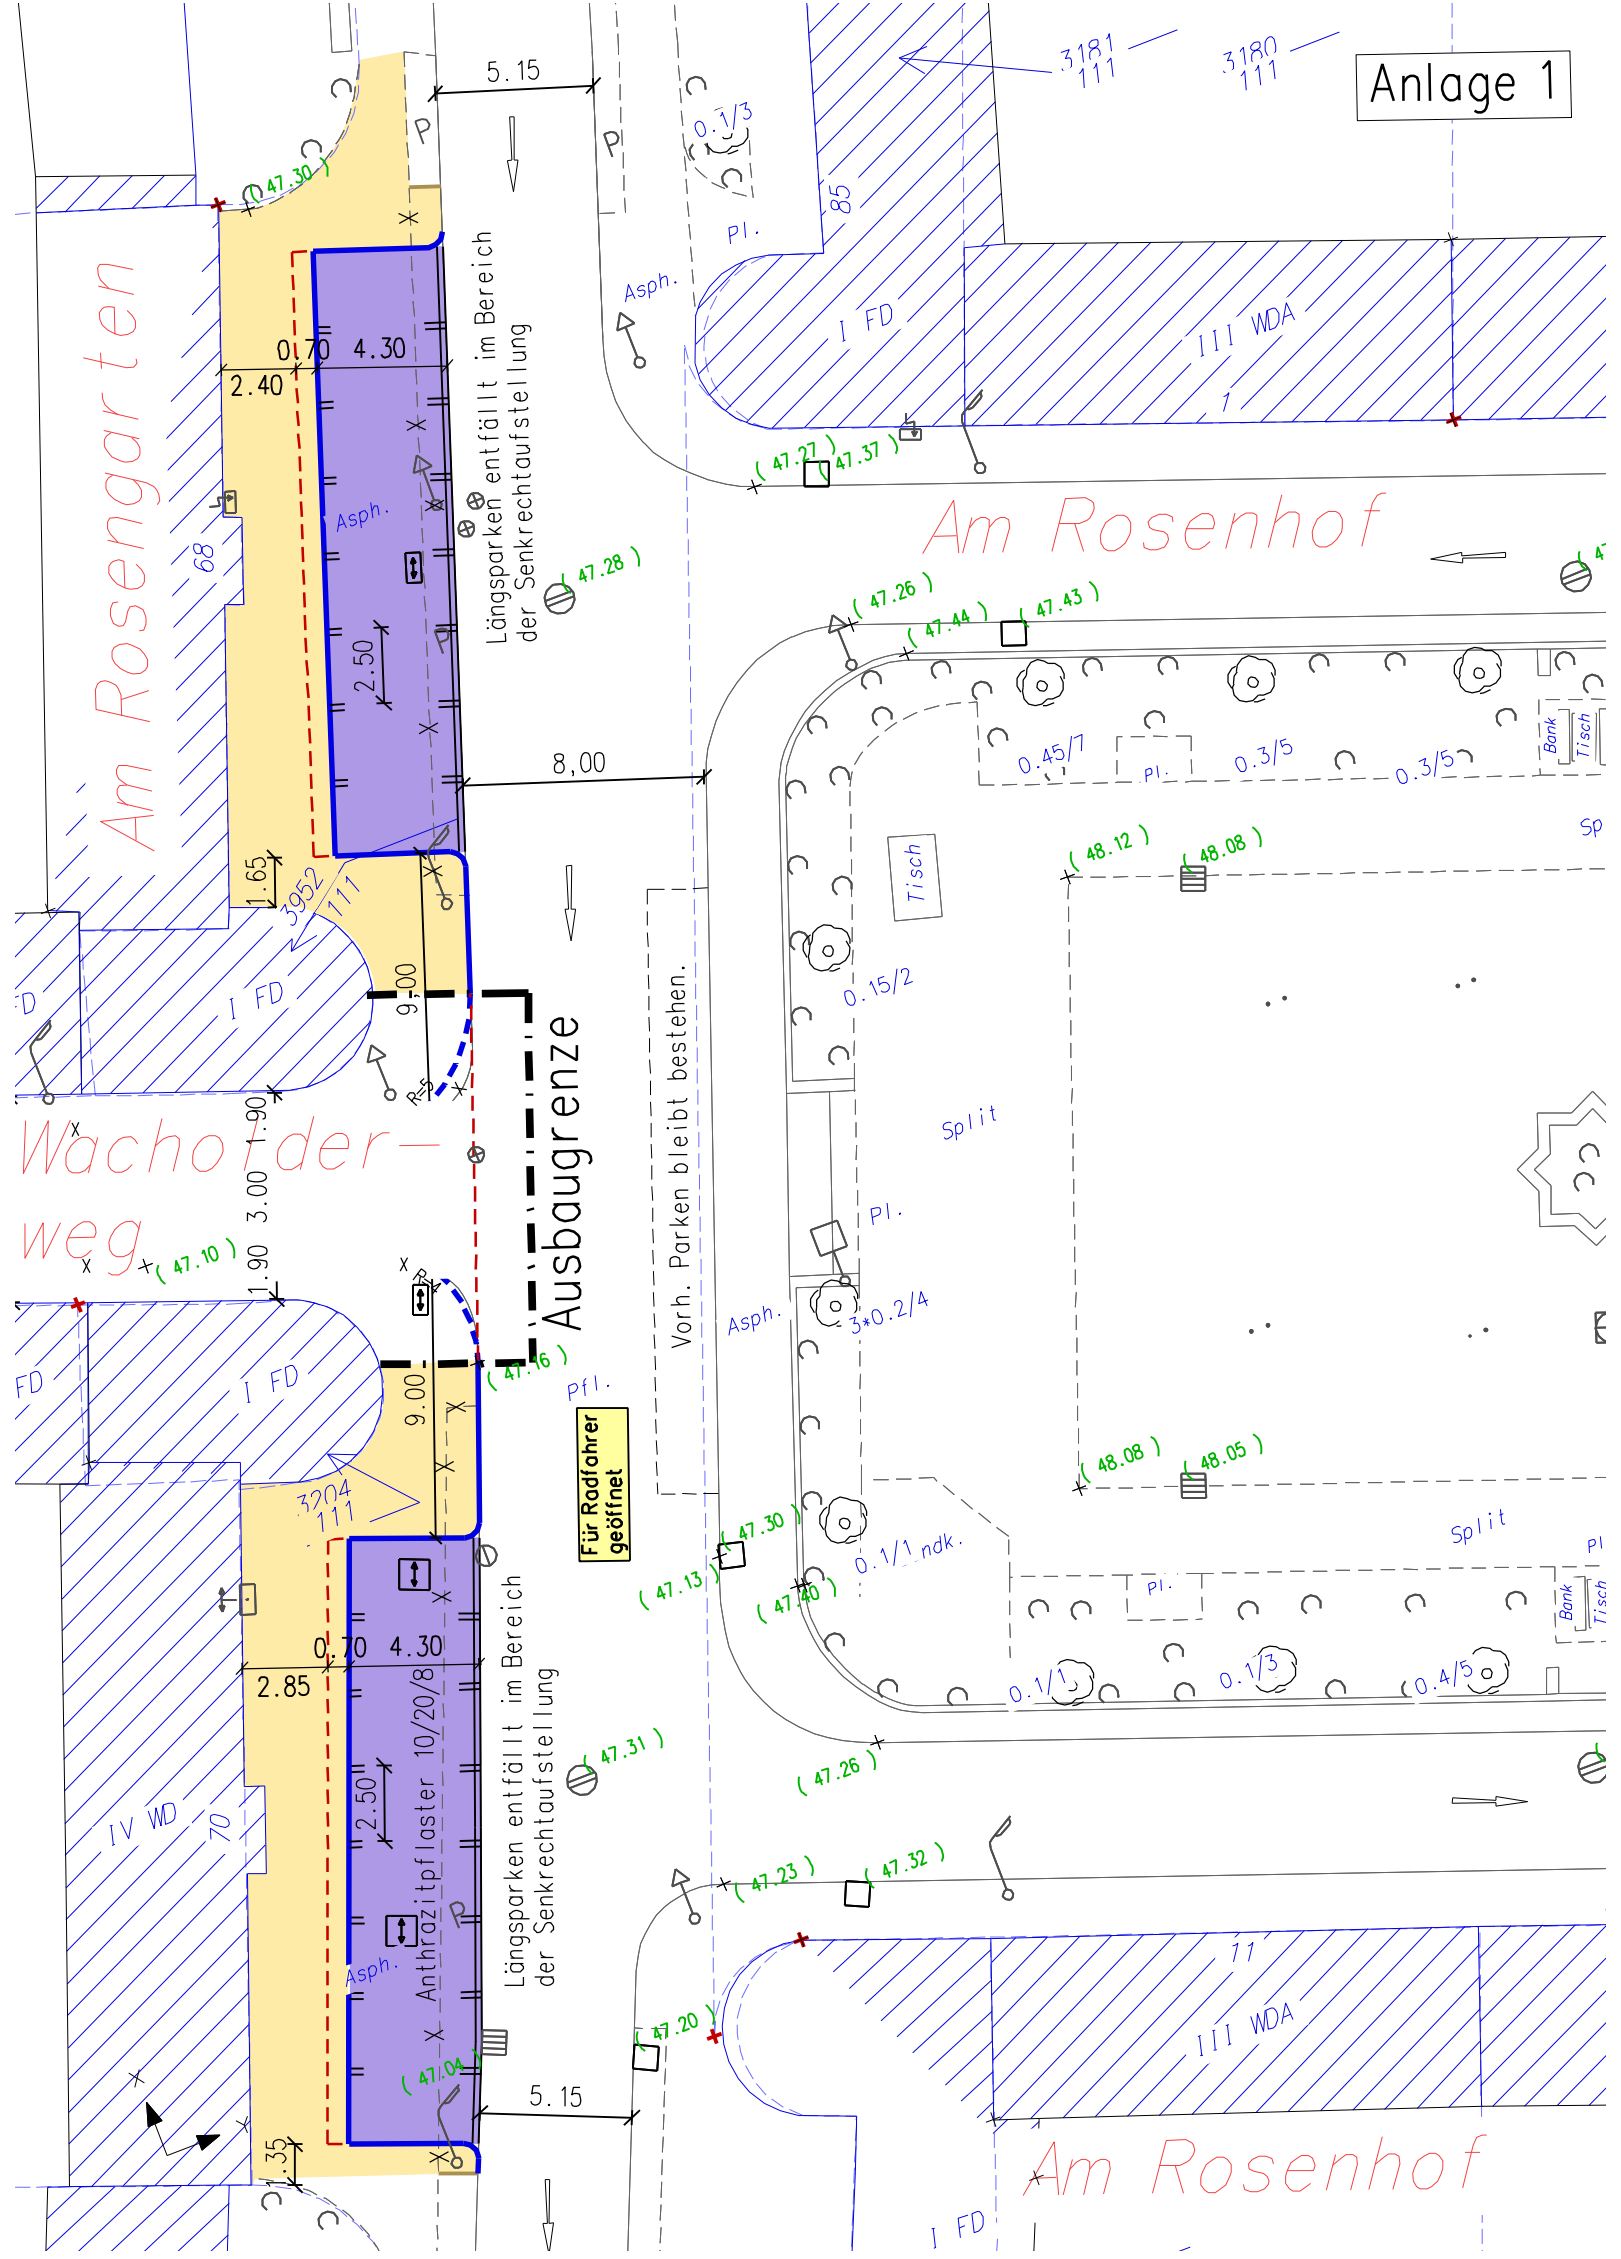 Anlage 1
3181
111
3180
111
5.15
P
P
0.1/3
( 47.30 )
85
Pl.
Asph.
I FD
III WDA
1
Am Rosengarten
Längsparken entfällt im Bereich
der Senkrechtaufstellung
0.70 4.30
2.40
( 47.27 )
( 47.37 )
Am Rosenhof
Asph.
68
( 47.28 )
( 47.26 )
( 47.44 )
( 47.43 )
P
2.50
8,00
0.45/7
Pl.
0.3/5
0.3/5
Bank
Tisch
( 48.12 )
( 48.08 )
Tisch
1.65
3952
111
0.15/2
I FD
9,00
R=5
Ausbaugrenze
Vorh. Parken bleibt bestehen.
Split
Wacholder-
weg
1.90 3.00 1.90
( 47.10 )
Pl.
Asph.
3*0.2/4
FD
I FD
9.00
( 47.16 )
Pfl.
Für Radfahrer
geöffnet
3204
111
( 48.08 )
( 48.05 )
Split
( 47.30 )
( 47.13 )
( 47.40 )
0.1/1 ndk.
Pl.
Bank
Tisch
0.70 4.30
2.85
Längsparken entfällt im Bereich
der Senkrechtaufstellung
Anthrazitpflaster 10/20/8
0.1/1
0.1/3
0.4/5
( 47.31 )
( 47.26 )
2.50
IV WD
70
P
Asph.
( 47.23 )
( 47.32 )
11
III WDA
( 47.20 )
( 47.04 )
5.15
1.35
Am Rosenhof
I FD